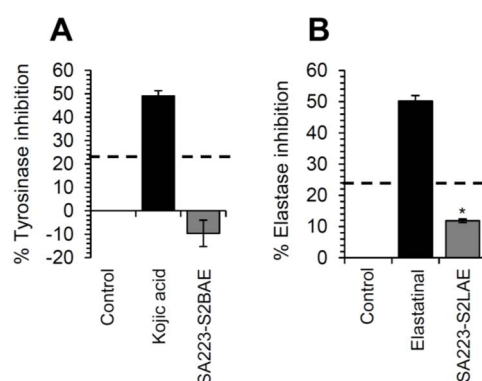 A
% Tyrosinase inhibition
60
50
40
30
20
10
0
-10
-20
Control
Kojic acid
SA223-S2BAE
B
% Elastase inhibition
60
50
40
30
20
10
0
*
Control
Elastatinal
SA223-S2LAE